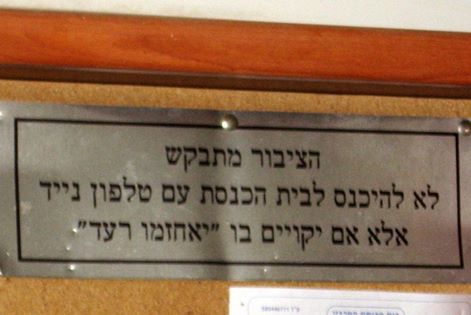 הציבור מתבקש
לא להיכנס לבית הכנסת עם טלפון נייד
אלא אם יקויים בו "יאחזמו רעד"